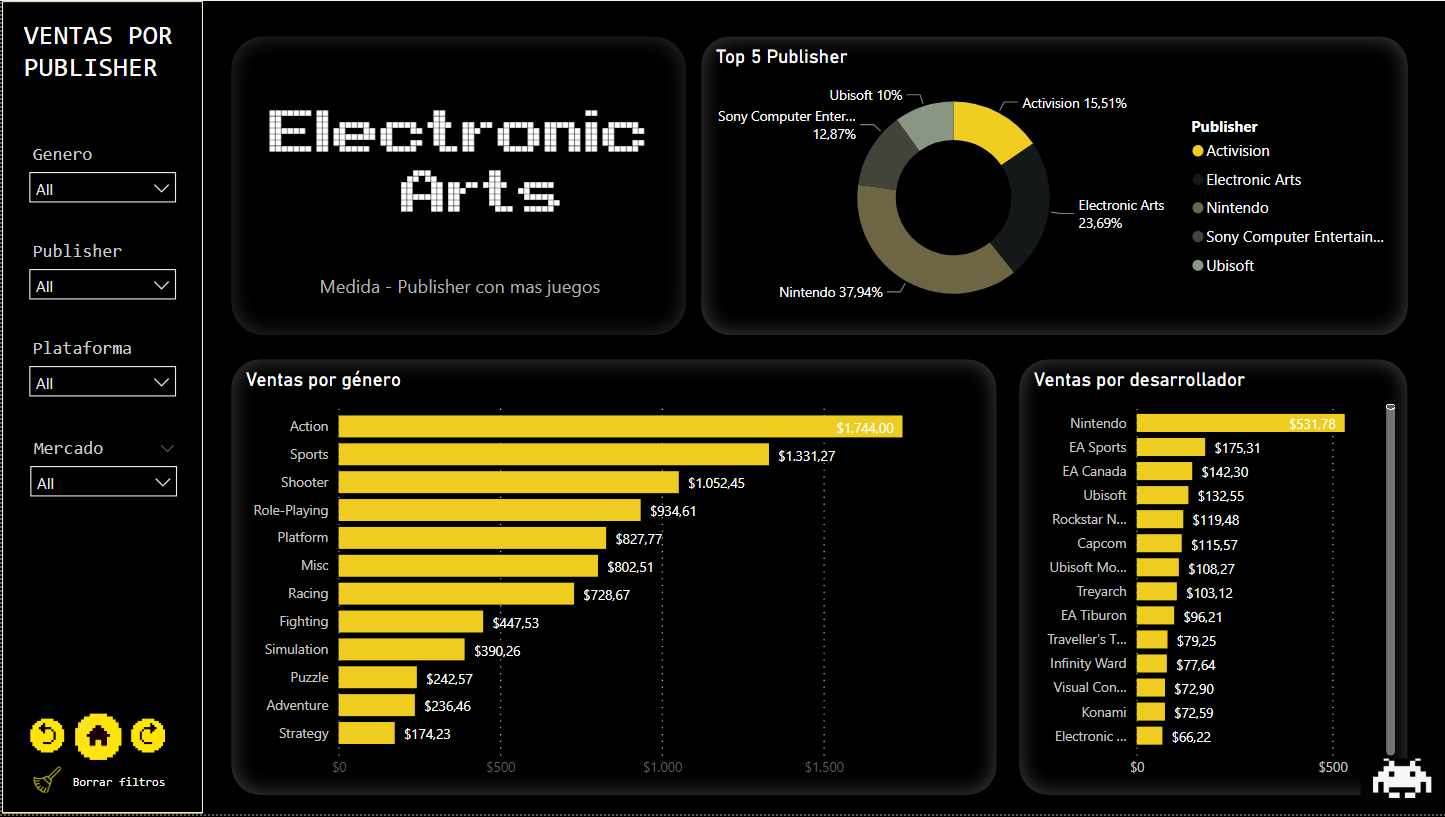 VENTAS POR
PUBLISHER
Genero
All
Publisher
All
Plataforma
All
Mercado
All
Borrar filtros
Electronic
Arts
Medida - Publisher con mas juegos
Top 5 Publisher
Ubisoft 10%
Activision 15,51%
Sony Computer Enter...
12,87%
Electronic Arts
23,69%
Nintendo 37,94%
Publisher
Activision
Electronic Arts
Nintendo
Sony Computer Entertain...
Ubisoft
Ventas por género
Action $1.744,00
Sports $1.331,27
Shooter $1.052,45
Role-Playing $934,61
Platform $827,77
Misc $802,51
Racing $728,67
Fighting $447,53
Simulation $390,26
Puzzle $242,57
Adventure $236,46
Strategy $174,23
$0 $500 $1.000 $1.500
Ventas por desarrollador
Nintendo $531,78
EA Sports $175,31
EA Canada $142,30
Ubisoft $132,55
Rockstar N... $119,48
Capcom $115,57
Ubisoft Mo... $108,27
Treyarch $103,12
EA Tiburon $96,21
Traveller's T... $79,25
Infinity Ward $77,64
Visual Con... $72,90
Konami $72,59
Electronic ... $66,22
$0 $500